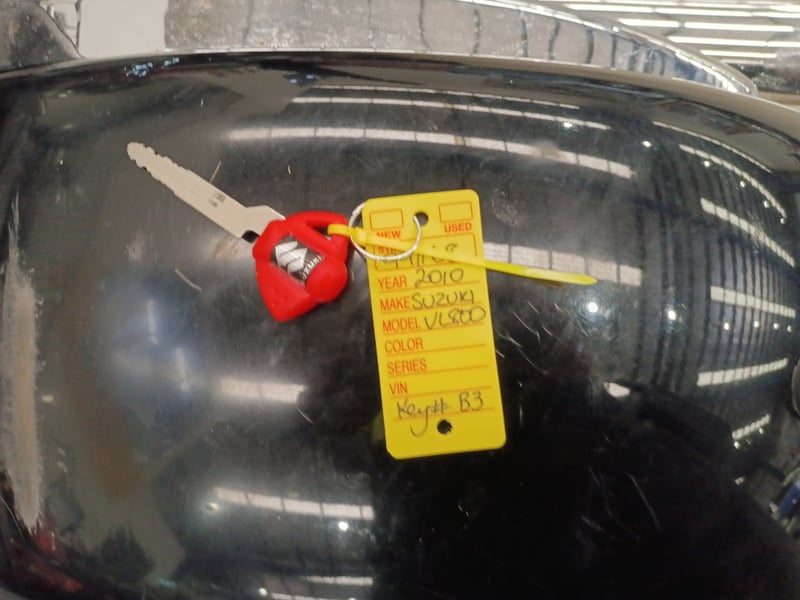 NEW USED
YEAR 2010
MAKE SUZUKI
MODEL VL800
COLOR
SERIES
VIN
Key# B3